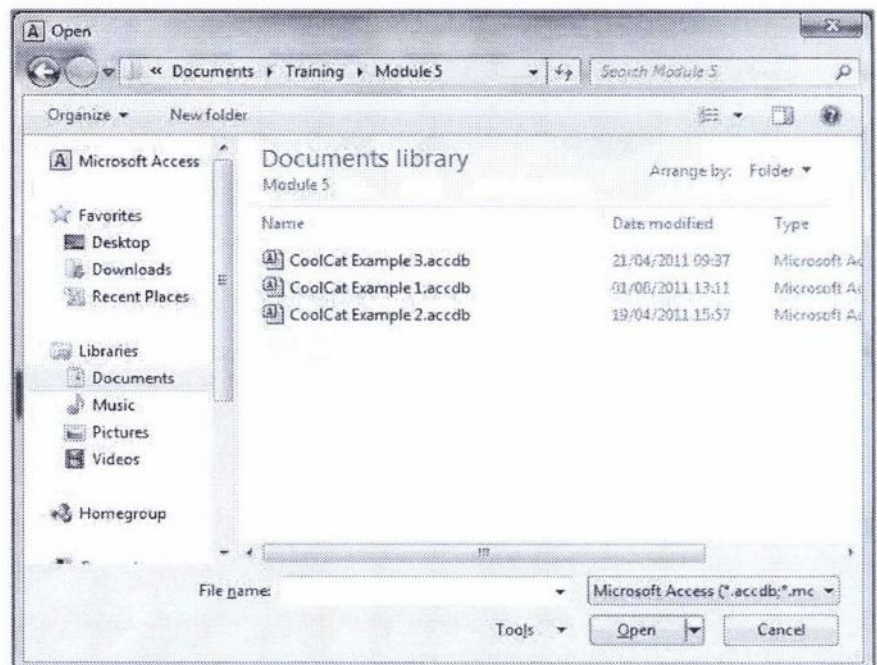 Open
« Documents ▸ Training ▸ Module 5
Search Module 5
Organize New folder
Microsoft Access
Favorites
Desktop
Downloads
Recent Places
Libraries
Documents
Music
Pictures
Videos
Homegroup
Documents library
Module 5
Arrange by: Folder
Name Date modified Type
CoolCat Example 3.accdb 21/04/2011 09:37 Microsoft Ac
CoolCat Example 1.accdb 01/06/2011 13:11 Microsoft Ac
CoolCat Example 2.accdb 19/04/2011 15:57 Microsoft Ac
File name: Microsoft Access (*.accdb;*.mc
Tools Open Cancel